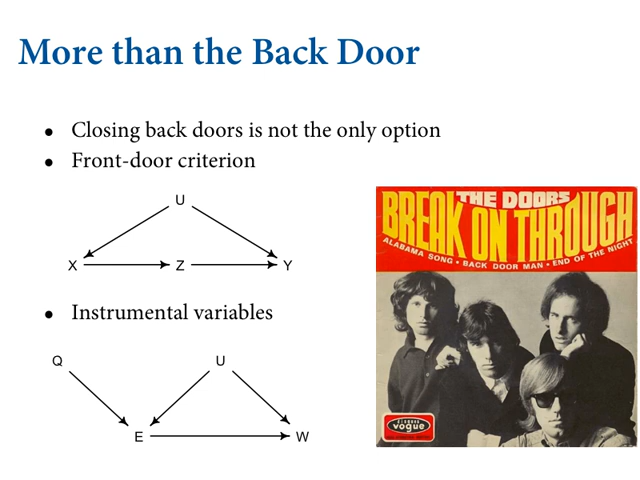 More than the Back Door
• Closing back doors is not the only option
• Front-door criterion
U
X Z Y
• Instrumental variables
Q U
E W
THE DOORS
BREAK ON THROUGH
ALABAMA SONG • BACK DOOR MAN • END OF THE NIGHT
vogue